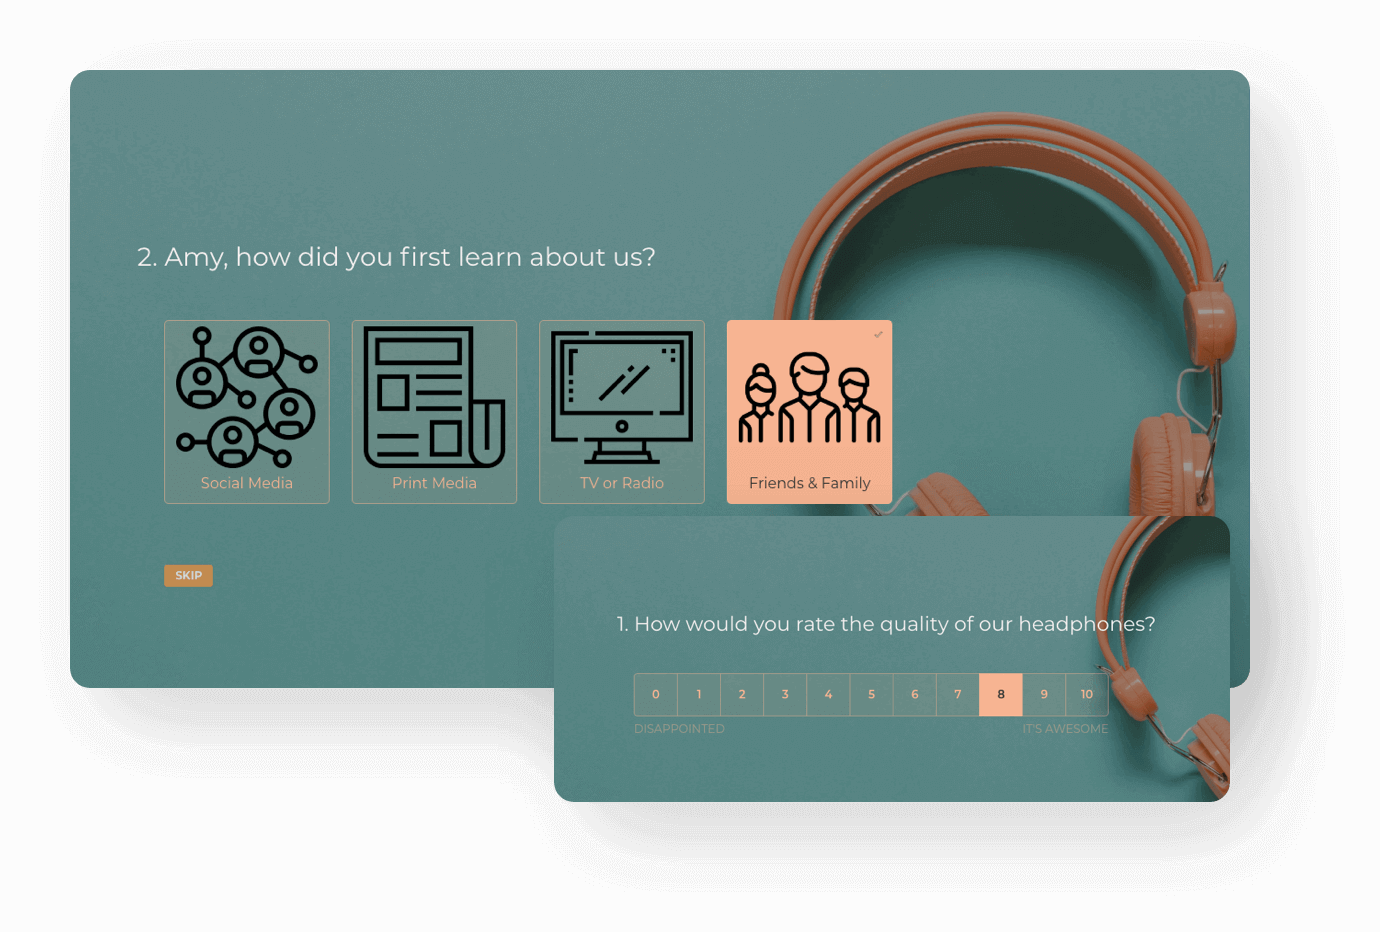 2. Amy, how did you first learn about us?
Social Media
Print Media
TV or Radio
Friends & Family
SKIP
1. How would you rate the quality of our headphones?
0 1 2 3 4 5 6 7 8 9 10
DISAPPOINTED IT'S AWESOME